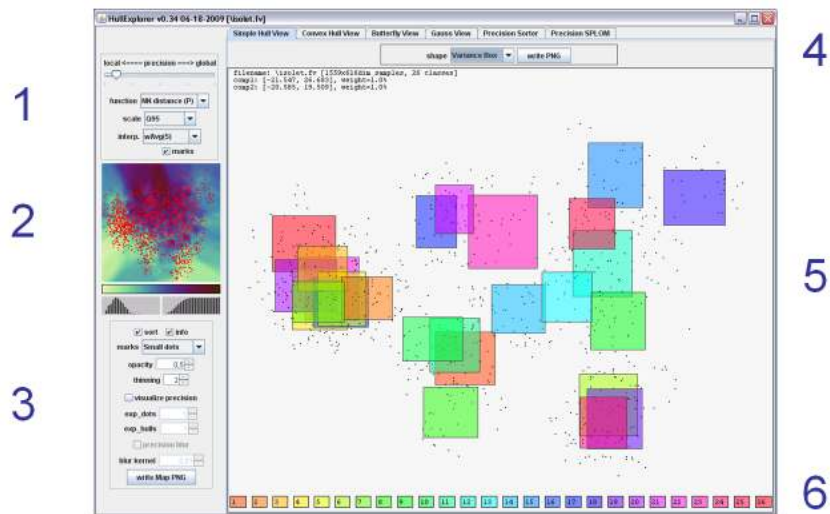 HullExplorer v0.34 06-18-2009 [\isolet.fv]
Simple Hull View Convex Hull View Butterfly View Gauss View Precision Sorter Precision SPLOM
4
shape Variance Box write PNG
local <---- precision ----> global
filename: \isolet.fv [1559x618dim samples, 26 classes]
comp1: [-21.547, 26.683], weight=1.0%
comp2: [-20.585, 19.509], weight=1.0%
1
function NN distance (P)
scale Q95
interp. wAvg(5)
marks
2
5
sort info
marks Small dots
opacity 0.5
thinning 2
3
visualize precision
exp_dots
exp_hulls
precision blur
blur kernel
write Map PNG
6
1 2 3 4 5 6 7 8 9 10 11 12 13 14 15 16 17 18 19 20 21 22 23 24 25 26